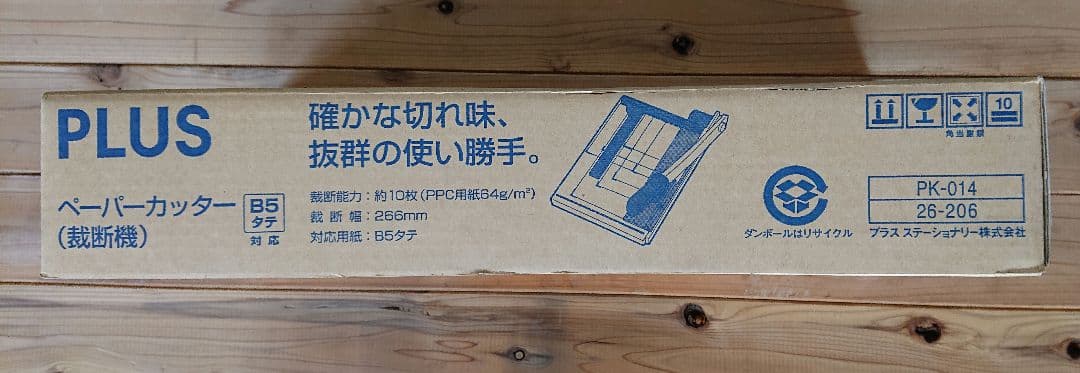 PLUS
ペーパーカッター
(裁断機)
B5
タテ
対応
確かな切れ味、
抜群の使い勝手。
裁断能力：約10枚(PPC用紙64g/m²)
裁断幅：266mm
対応用紙：B5タテ
ダンボールはリサイクル
10
PK-014
26-206
プラス ステーショナリー株式会社